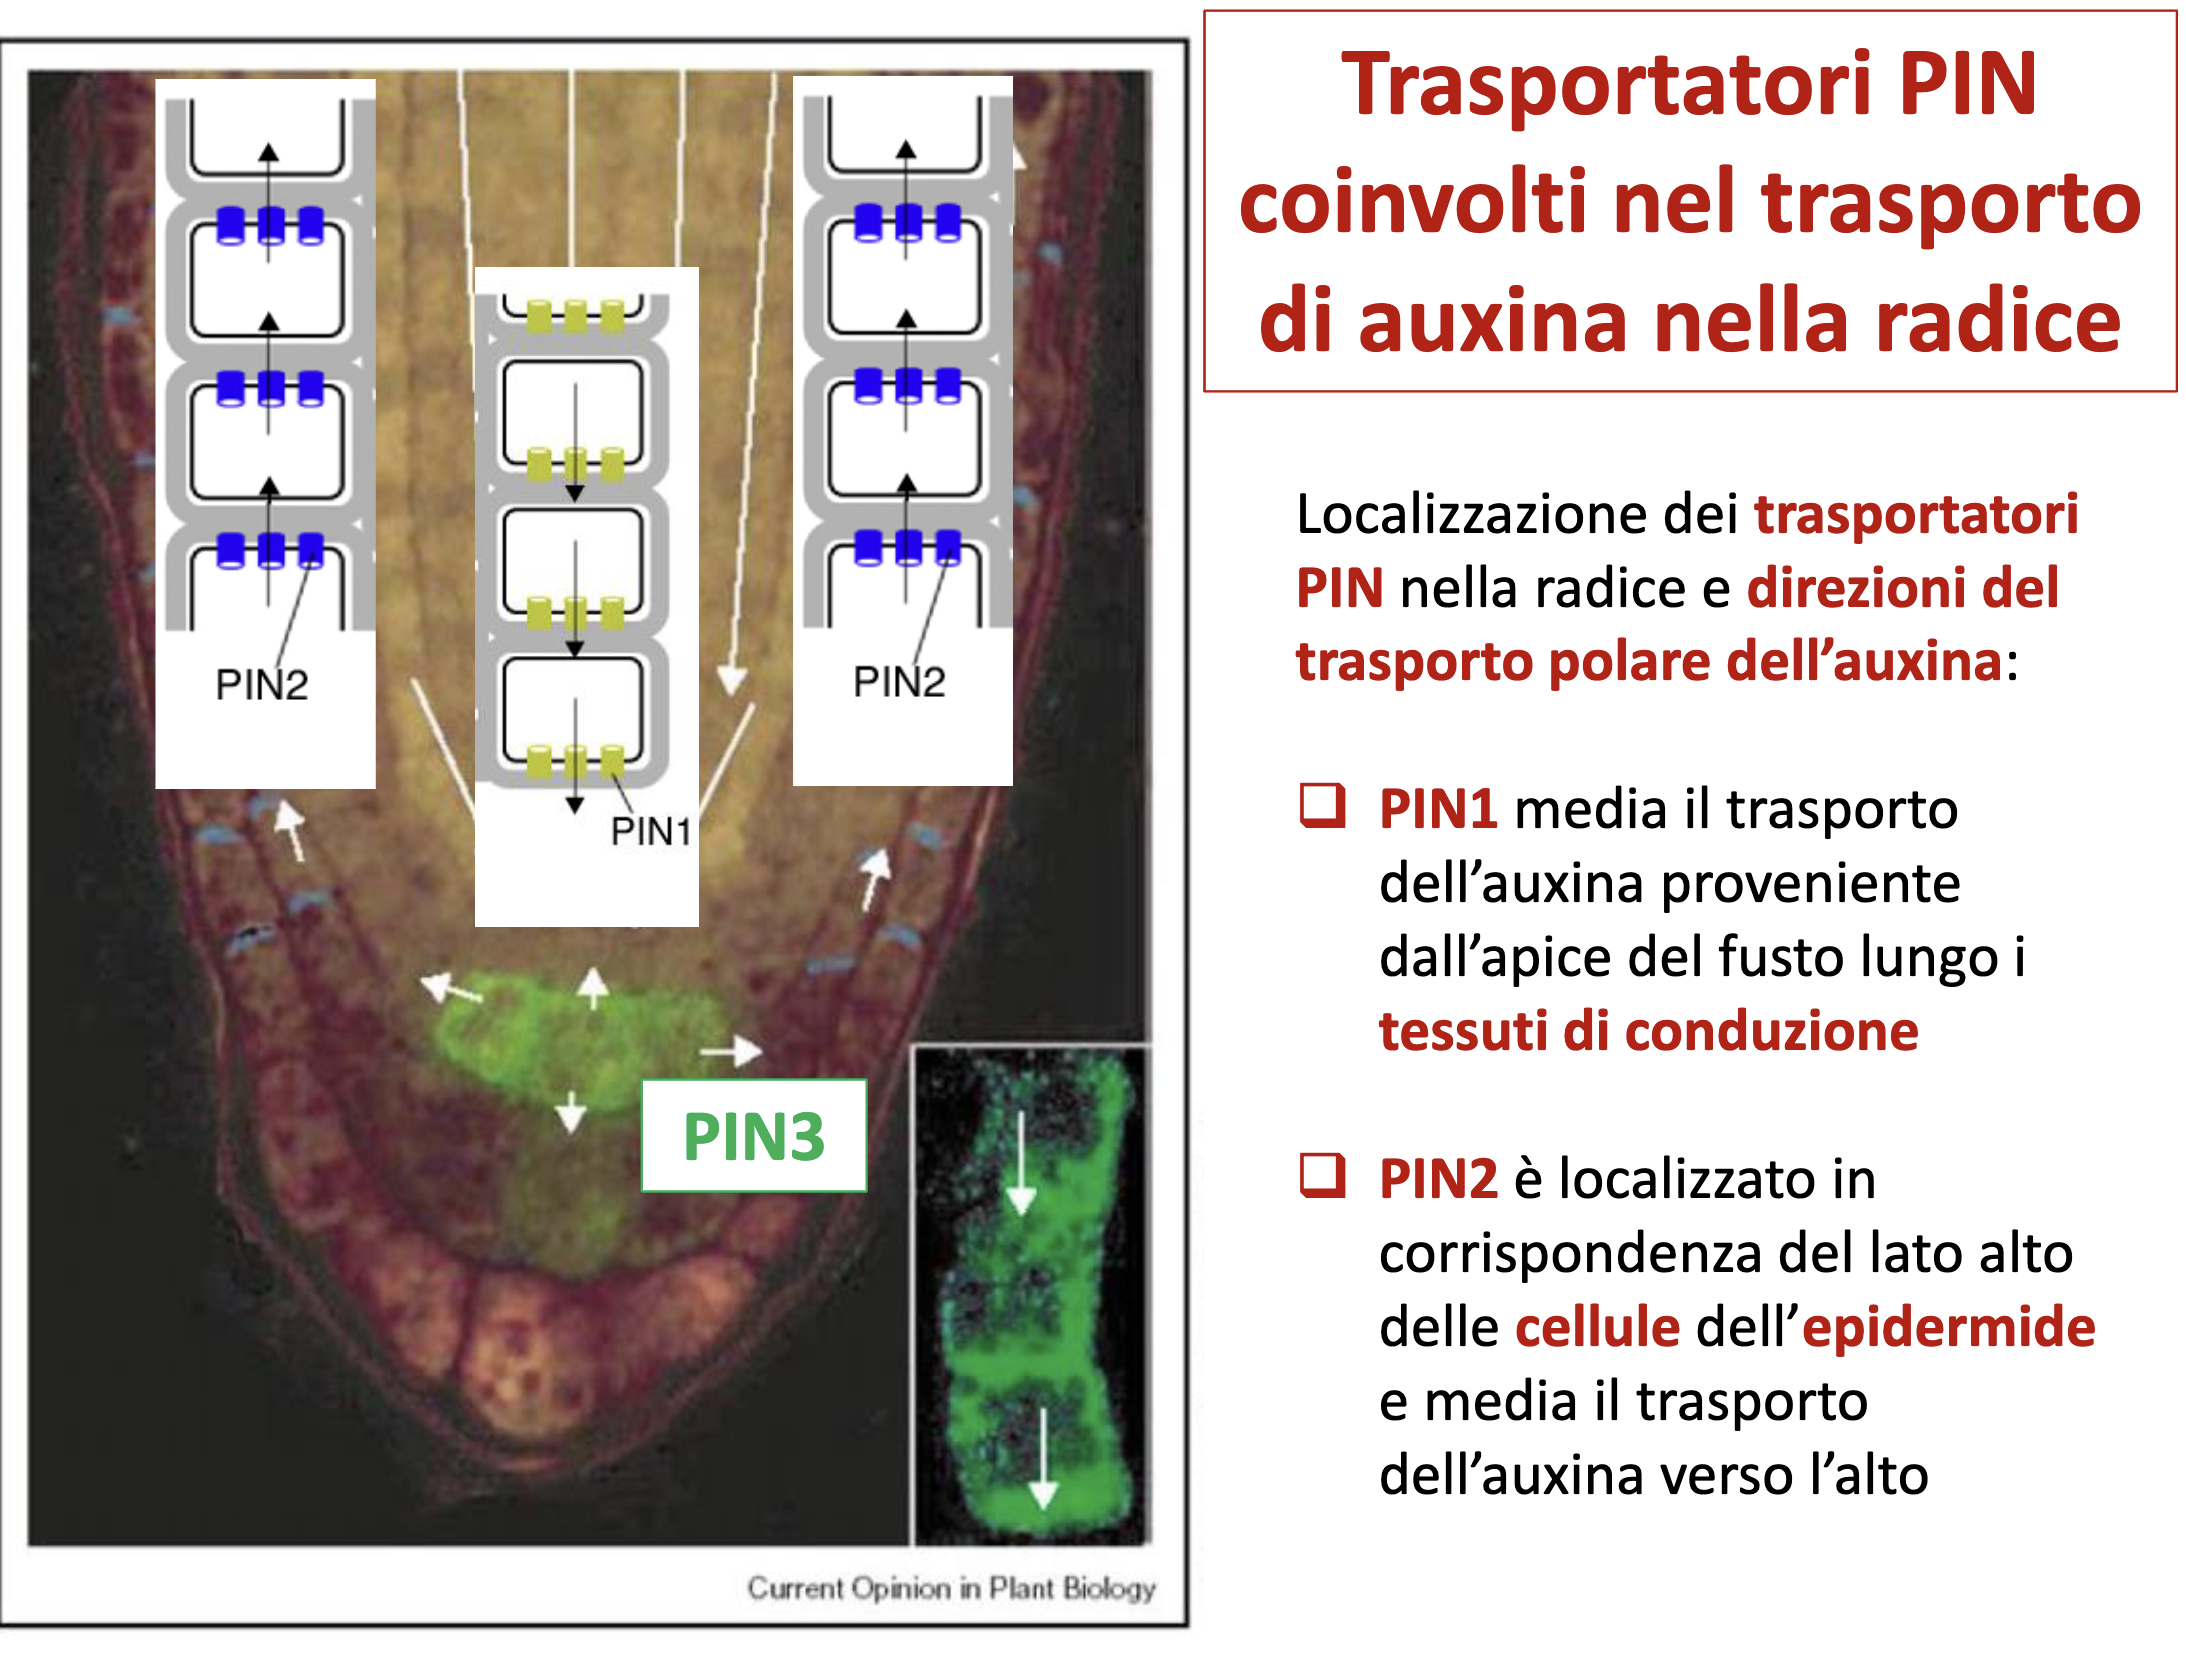 Trasportatori PIN
coinvolti nel trasporto
di auxina nella radice
Localizzazione dei trasportatori
PIN nella radice e direzioni del
trasporto polare dell’auxina:
PIN1 media il trasporto
dell’auxina proveniente
dall’apice del fusto lungo i
tessuti di conduzione
PIN2 è localizzato in
corrispondenza del lato alto
delle cellule dell’epidermide
e media il trasporto
dell’auxina verso l’alto
PIN2
PIN2
PIN1
PIN3
Current Opinion in Plant Biology